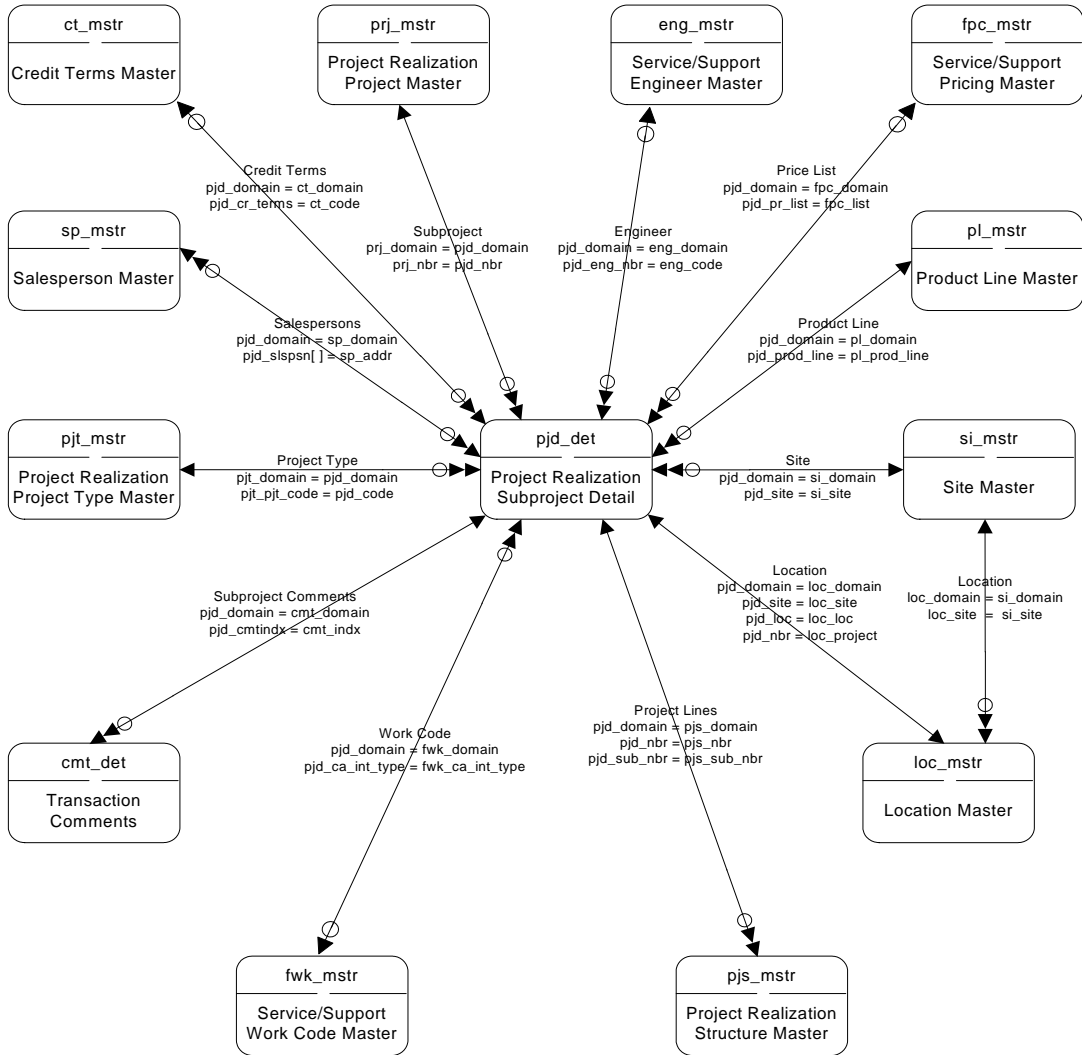 ct_mstr
Credit Terms Master
prj_mstr
Project Realization
Project Master
eng_mstr
Service/Support
Engineer Master
fpc_mstr
Service/Support
Pricing Master
Credit Terms
pjd_domain = ct_domain
pjd_cr_terms = ct_code
Subproject
prj_domain = pjd_domain
prj_nbr = pjd_nbr
Engineer
pjd_domain = eng_domain
pjd_eng_nbr = eng_code
Price List
pjd_domain = fpc_domain
pjd_pr_list = fpc_list
sp_mstr
Salesperson Master
pl_mstr
Product Line Master
Salespersons
pjd_domain = sp_domain
pjd_slspsn[ ] = sp_addr
Product Line
pjd_domain = pl_domain
pjd_prod_line = pl_prod_line
pjt_mstr
Project Realization
Project Type Master
Project Type
pjt_domain = pjd_domain
pjt_pjt_code = pjd_code
pjd_det
Project Realization
Subproject Detail
Site
pjd_domain = si_domain
pjd_site = si_site
si_mstr
Site Master
Subproject Comments
pjd_domain = cmt_domain
pjd_cmtindx = cmt_indx
Location
pjd_domain = loc_domain
pjd_site = loc_site
pjd_loc = loc_loc
pjd_nbr = loc_project
Location
loc_domain = si_domain
loc_site = si_site
Work Code
pjd_domain = fwk_domain
pjd_ca_int_type = fwk_ca_int_type
Project Lines
pjd_domain = pjs_domain
pjd_nbr = pjs_nbr
pjd_sub_nbr = pjs_sub_nbr
cmt_det
Transaction
Comments
loc_mstr
Location Master
fwk_mstr
Service/Support
Work Code Master
pjs_mstr
Project Realization
Structure Master